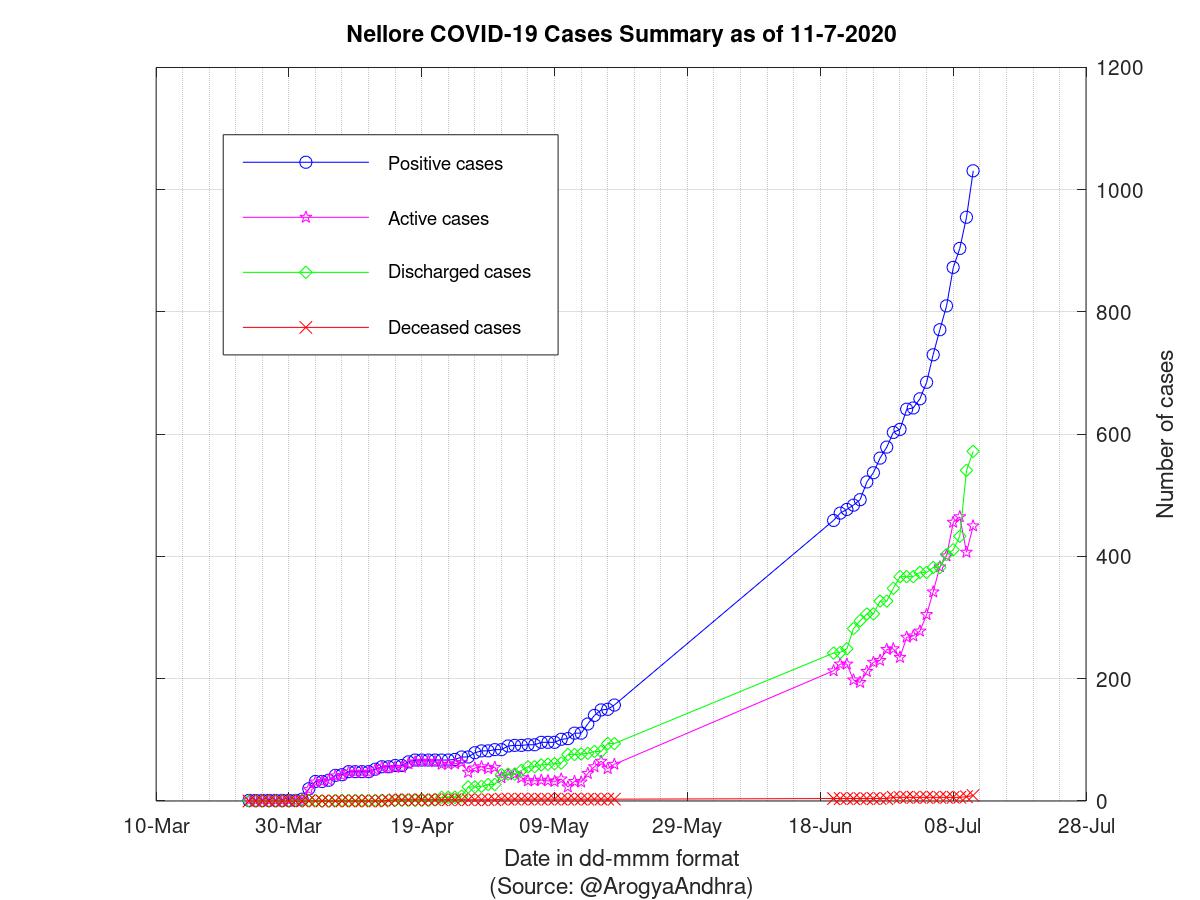 Nellore COVID-19 Cases Summary as of 11-7-2020
1200
Positive cases
1000
Active cases
Discharged cases
800
Deceased cases
600
Number of cases
400
200
0
10-Mar 30-Mar 19-Apr 09-May 29-May 18-Jun 08-Jul 28-Jul
Date in dd-mmm format
(Source: @ArogyaAndhra)